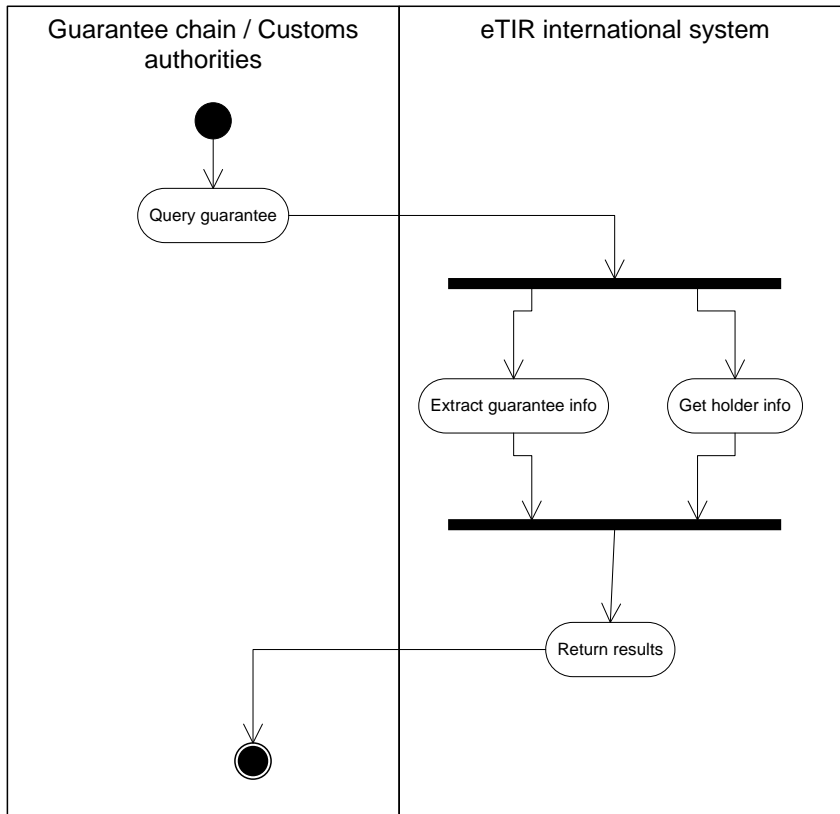 Guarantee chain / Customs
authorities
eTIR international system
Query guarantee
Extract guarantee info
Get holder info
Return results